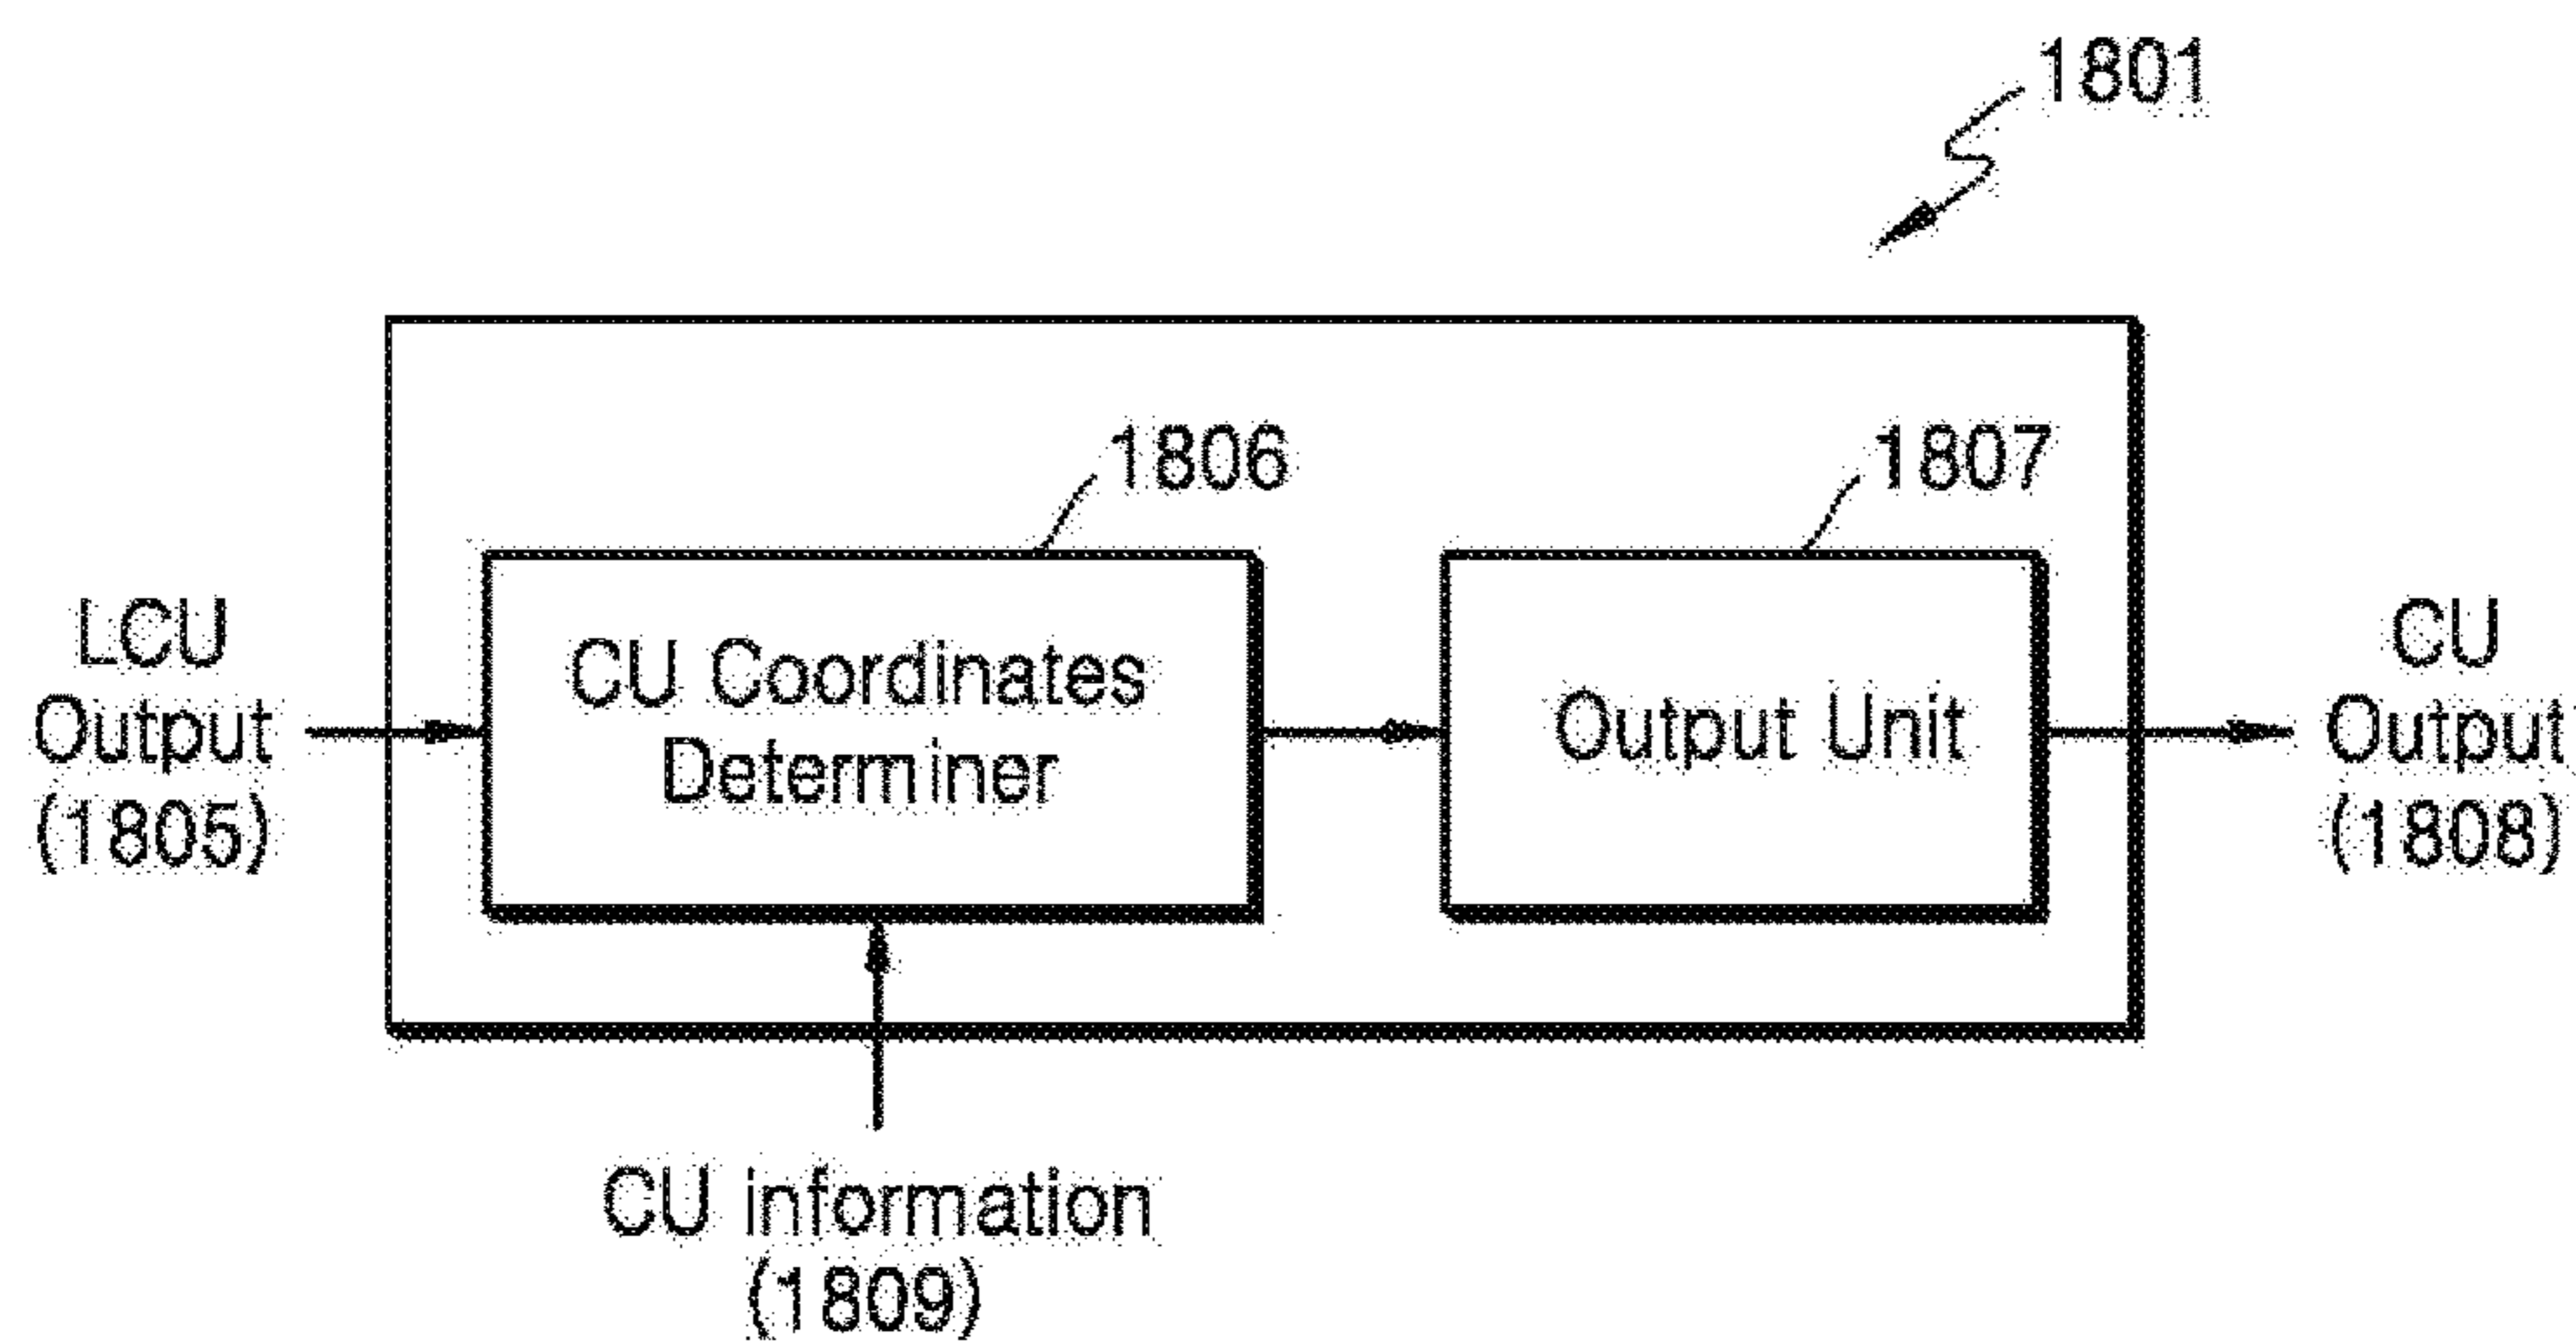 1801
1806
1807
LCU
Output
(1805)
CU Coordinates
Determiner
Output Unit
CU
Output
(1808)
CU information
(1809)